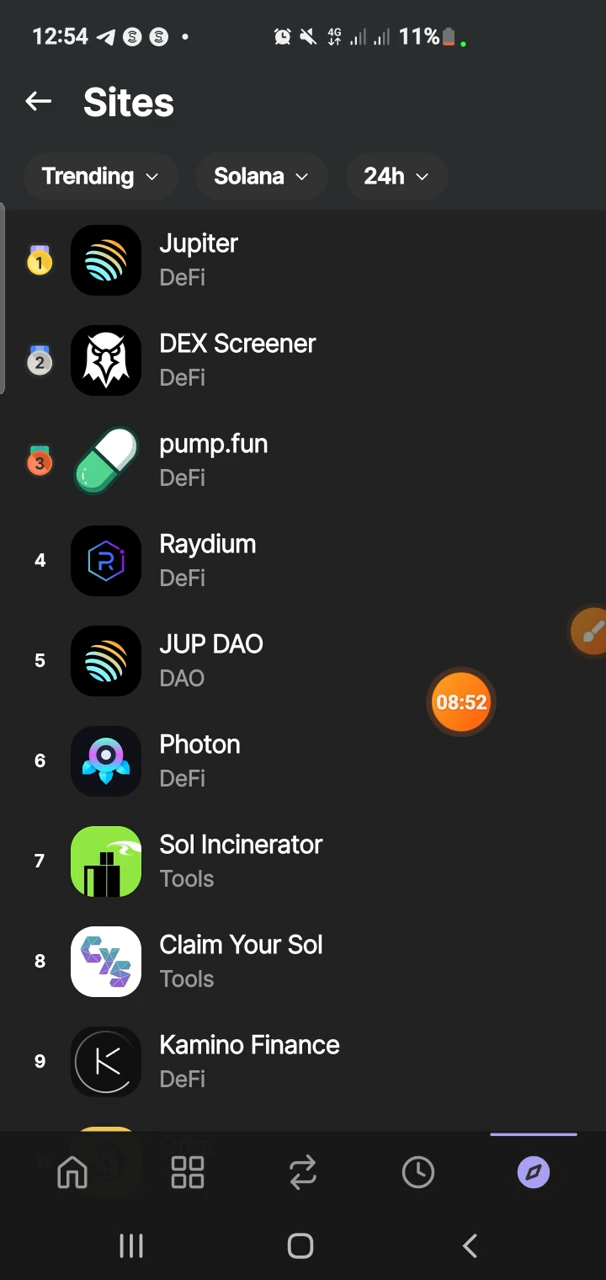 12:54 4G 11%
Sites
Trending Solana 24h
1 Jupiter
DeFi
2 DEX Screener
DeFi
3 pump.fun
DeFi
4 Raydium
DeFi
5 JUP DAO
DAO
08:52
6 Photon
DeFi
7 Sol Incinerator
Tools
8 CYS Claim Your Sol
Tools
9 Kamino Finance
DeFi